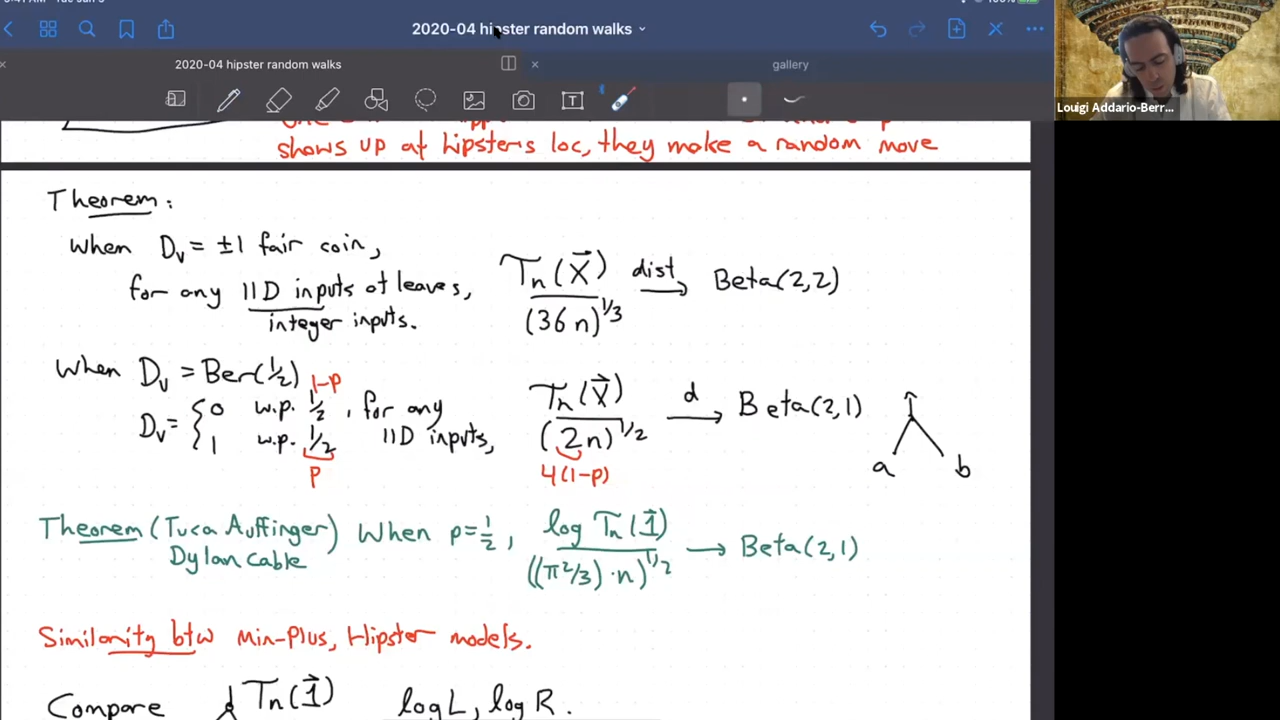 2020-04 hipster random walks
2020-04 hipster random walks
gallery
Louigi Addario-Berr...
shows up at hipsters loc, they make a random move
Theorem:
When D_v = ±1 fair coin,
for any IID inputs at leaves,
integer inputs.
T_n(X⃗) / (36n)^{1/3} dist→ Beta(2,2)
When D_v = Ber(1/2)
D_v = { 0 w.p. 1/2, for any
1-p
1 w.p. 1/2 IID inputs,
p
T_n(X⃗) / (2n)^{1/2} d→ Beta(2,1)
4(1-p)
a b
Theorem (Tuca Auffinger) When p=1/2, log T_n(1⃗) / ((π²/3)·n)^{1/2} → Beta(2,1)
Dylan Cable
Similarity btw Min-Plus, Hipster models.
Compare T_n(1⃗) log L, log R.